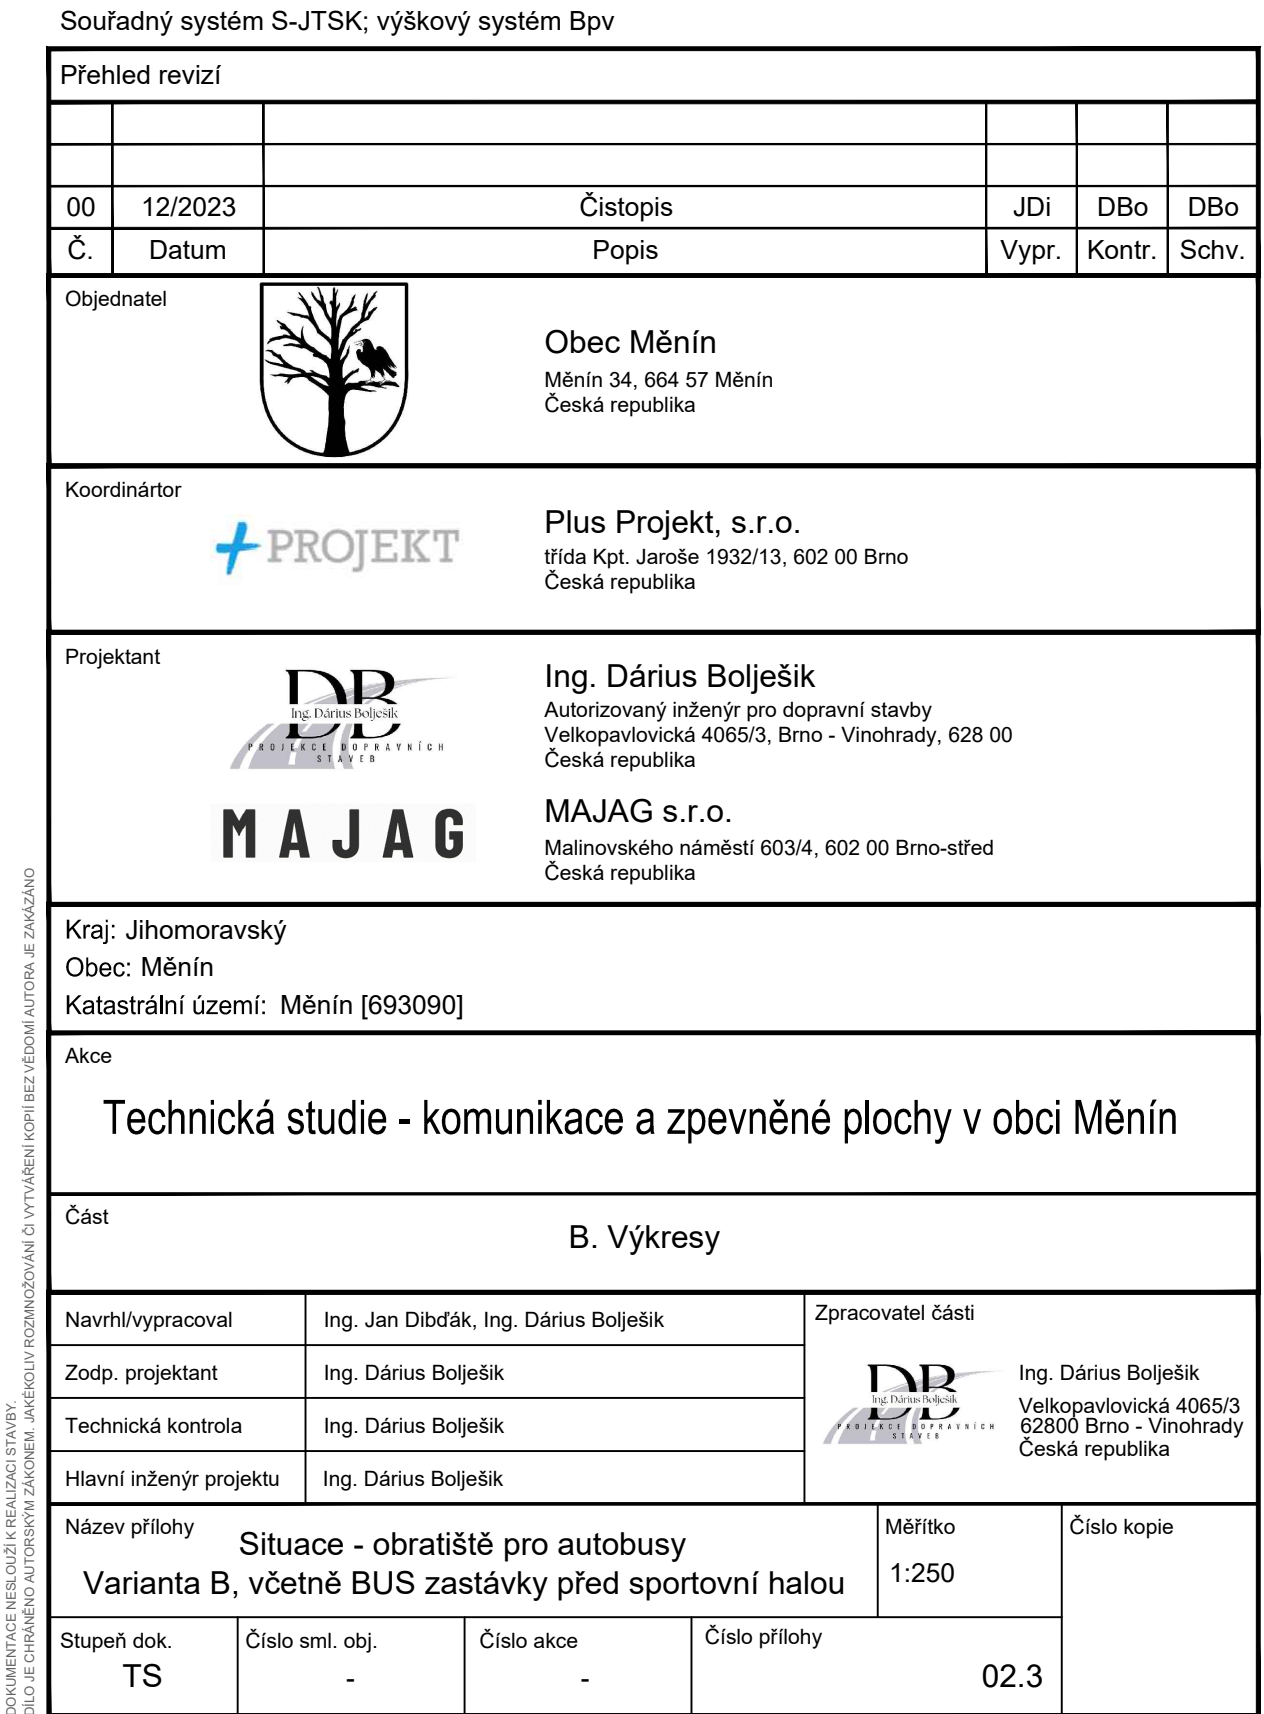 Souřadný systém S-JTSK; výškový systém Bpv
Přehled revizí
00 12/2023 Čistopis JDi DBo DBo
Č. Datum Popis Vypr. Kontr. Schv.
Objednatel
Obec Měnín
Měnín 34, 664 57 Měnín
Česká republika
Koordinártor
+PROJEKT
Plus Projekt, s.r.o.
třída Kpt. Jaroše 1932/13, 602 00 Brno
Česká republika
Projektant
DB
Ing. Dárius Bolješik
PROJEKCE DOPRAVNÍCH
STAVEB
Ing. Dárius Bolješik
Autorizovaný inženýr pro dopravní stavby
Velkopavlovická 4065/3, Brno - Vinohrady, 628 00
Česká republika
MAJAG
MAJAG s.r.o.
Malinovského náměstí 603/4, 602 00 Brno-střed
Česká republika
Kraj: Jihomoravský
Obec: Měnín
Katastrální území: Měnín [693090]
Akce
Technická studie - komunikace a zpevněné plochy v obci Měnín
Část
B. Výkresy
Navrhl/vypracoval Ing. Jan Dibďák, Ing. Dárius Bolješik
Zodp. projektant Ing. Dárius Bolješik
Technická kontrola Ing. Dárius Bolješik
Hlavní inženýr projektu Ing. Dárius Bolješik
Zpracovatel části
DB
Ing. Dárius Bolješik
PROJEKCE DOPRAVNÍCH
STAVEB
Ing. Dárius Bolješik
Velkopavlovická 4065/3
62800 Brno - Vinohrady
Česká republika
Název přílohy
Situace - obratiště pro autobusy
Varianta B, včetně BUS zastávky před sportovní halou
Měřítko
1:250
Číslo kopie
Stupeň dok.
TS
Číslo sml. obj.
-
Číslo akce
-
Číslo přílohy
02.3
DOKUMENTACE NESLOUŽÍ K REALIZACI STAVBY.
DÍLO JE CHRÁNĚNO AUTORSKÝM ZÁKONEM. JAKÉKOLIV ROZMNOŽOVÁNÍ ČI VYTVÁŘENÍ KOPIÍ BEZ VĚDOMÍ AUTORA JE ZAKÁZÁNO